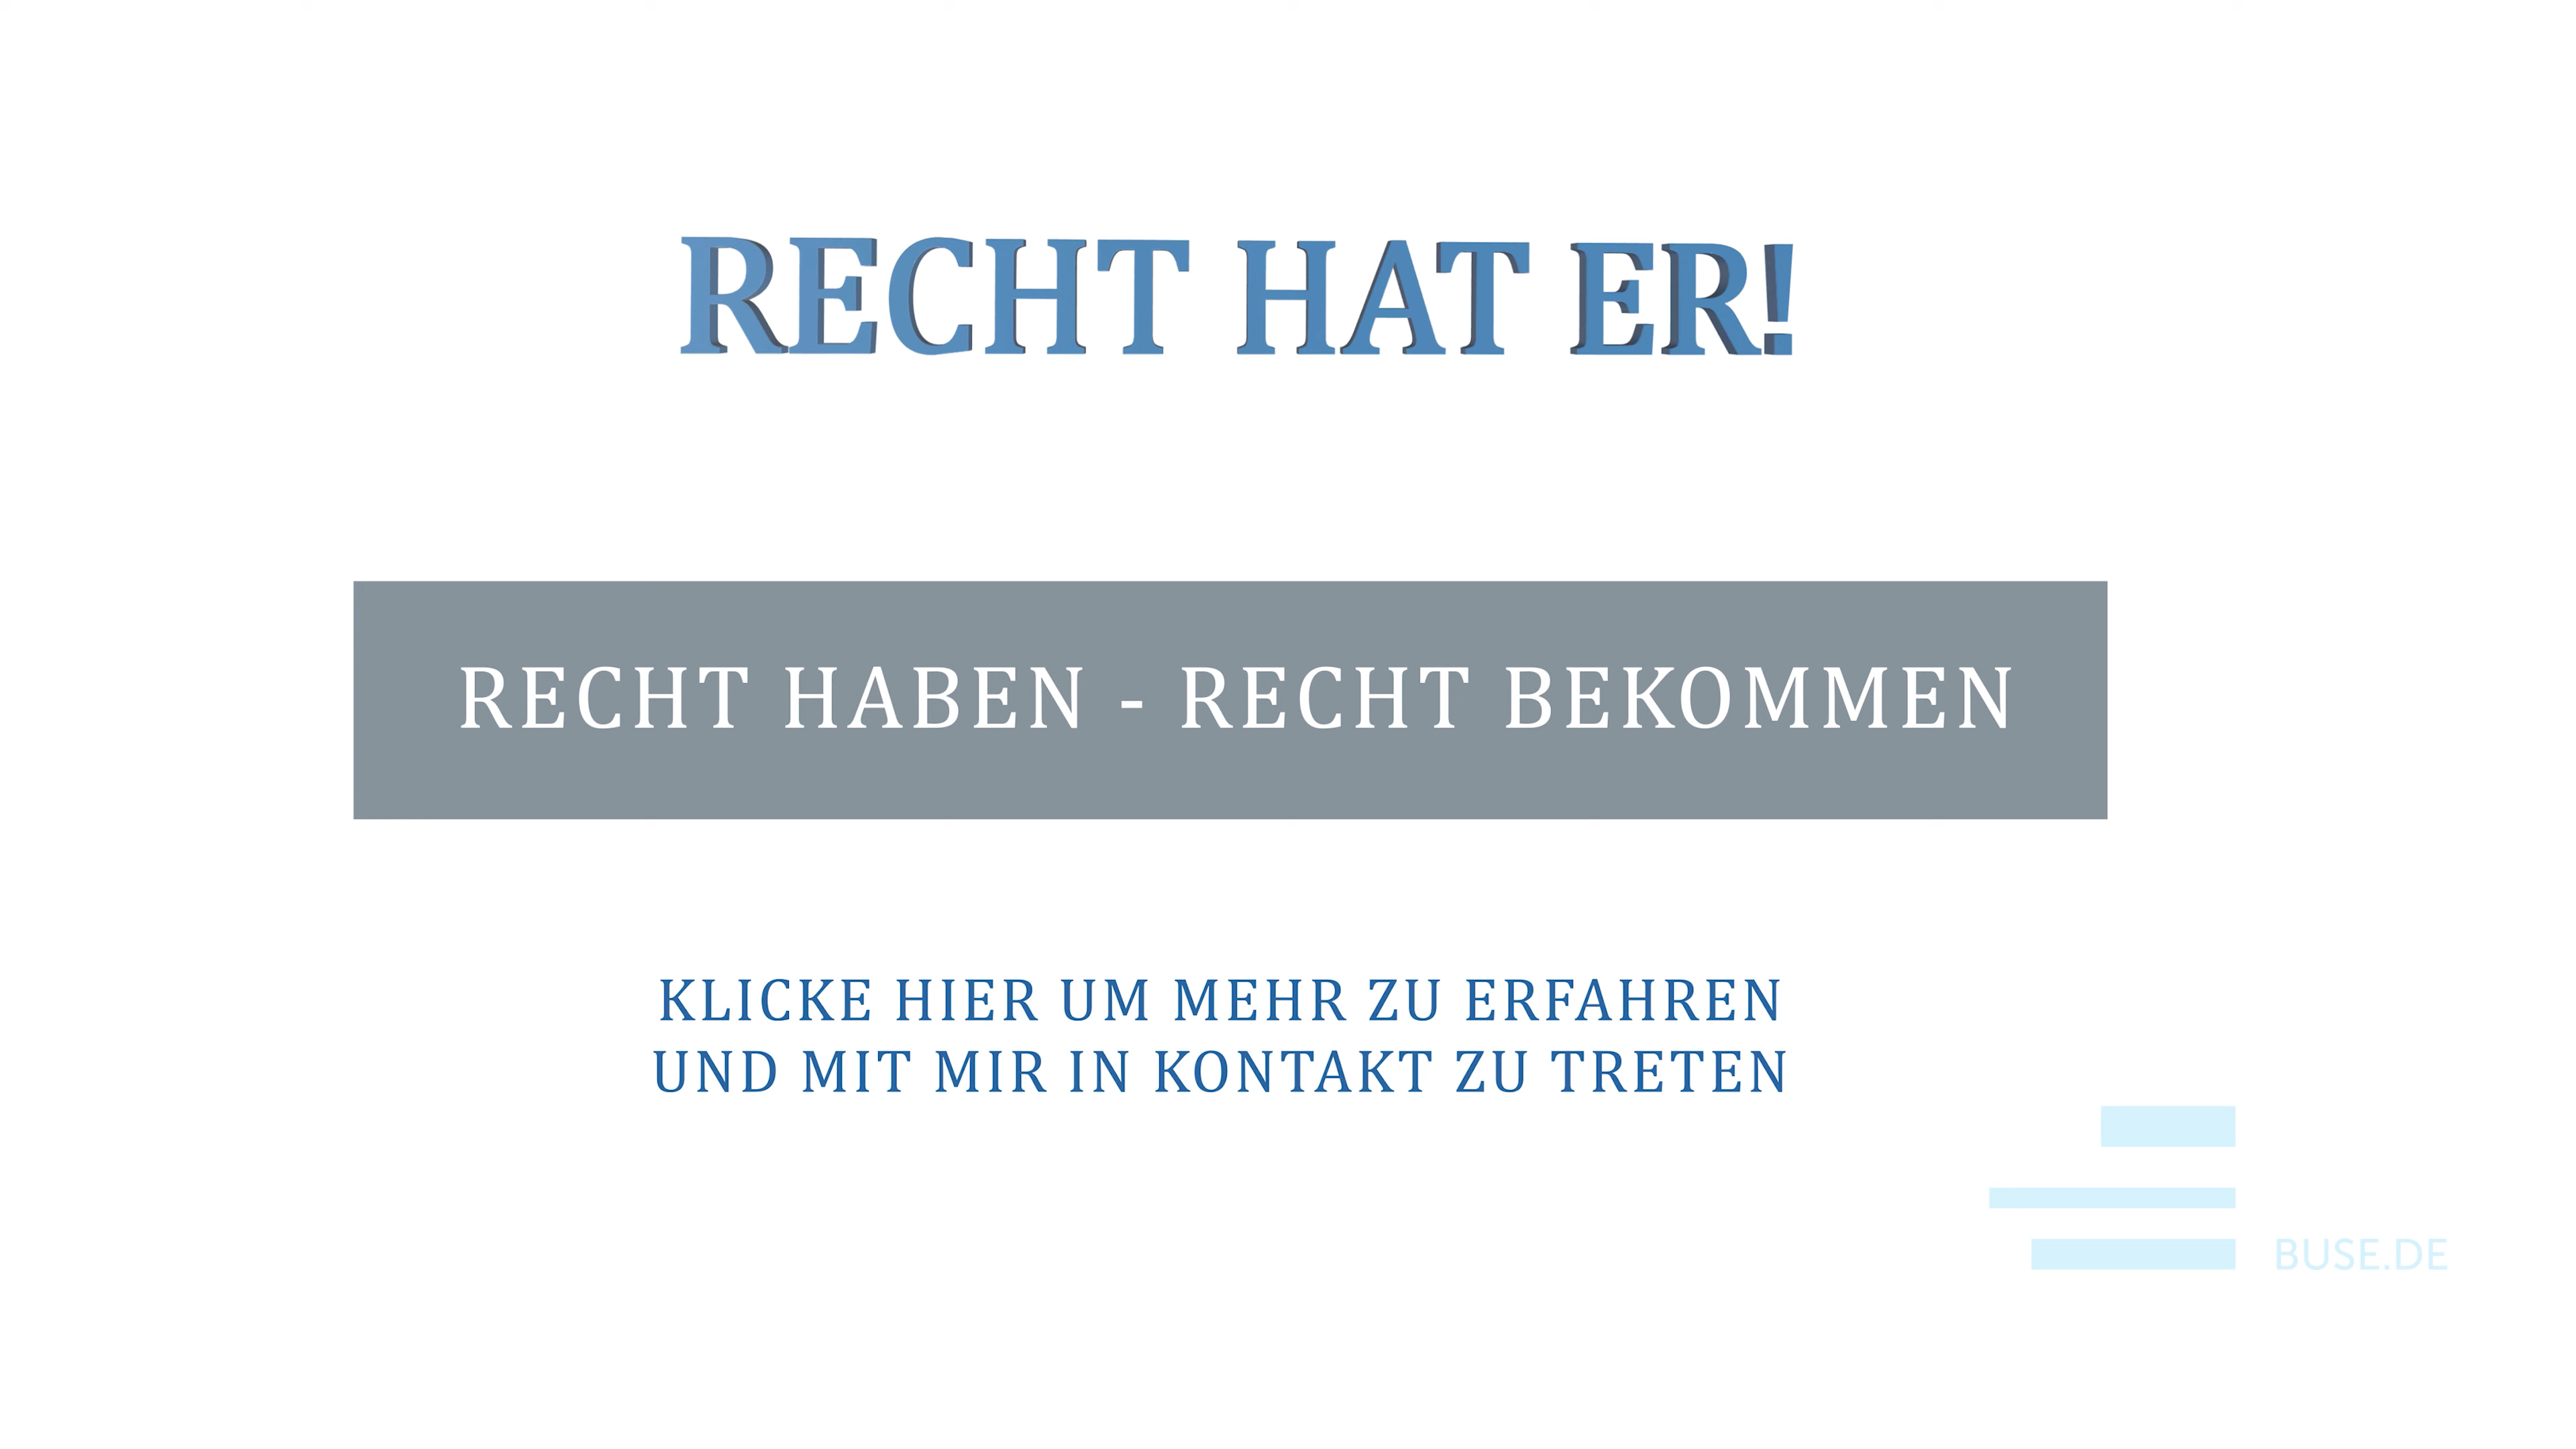 RECHT HAT ER!
RECHT HABEN - RECHT BEKOMMEN
KLICKE HIER UM MEHR ZU ERFAHREN
UND MIT MIR IN KONTAKT ZU TRETEN
BUSE.DE